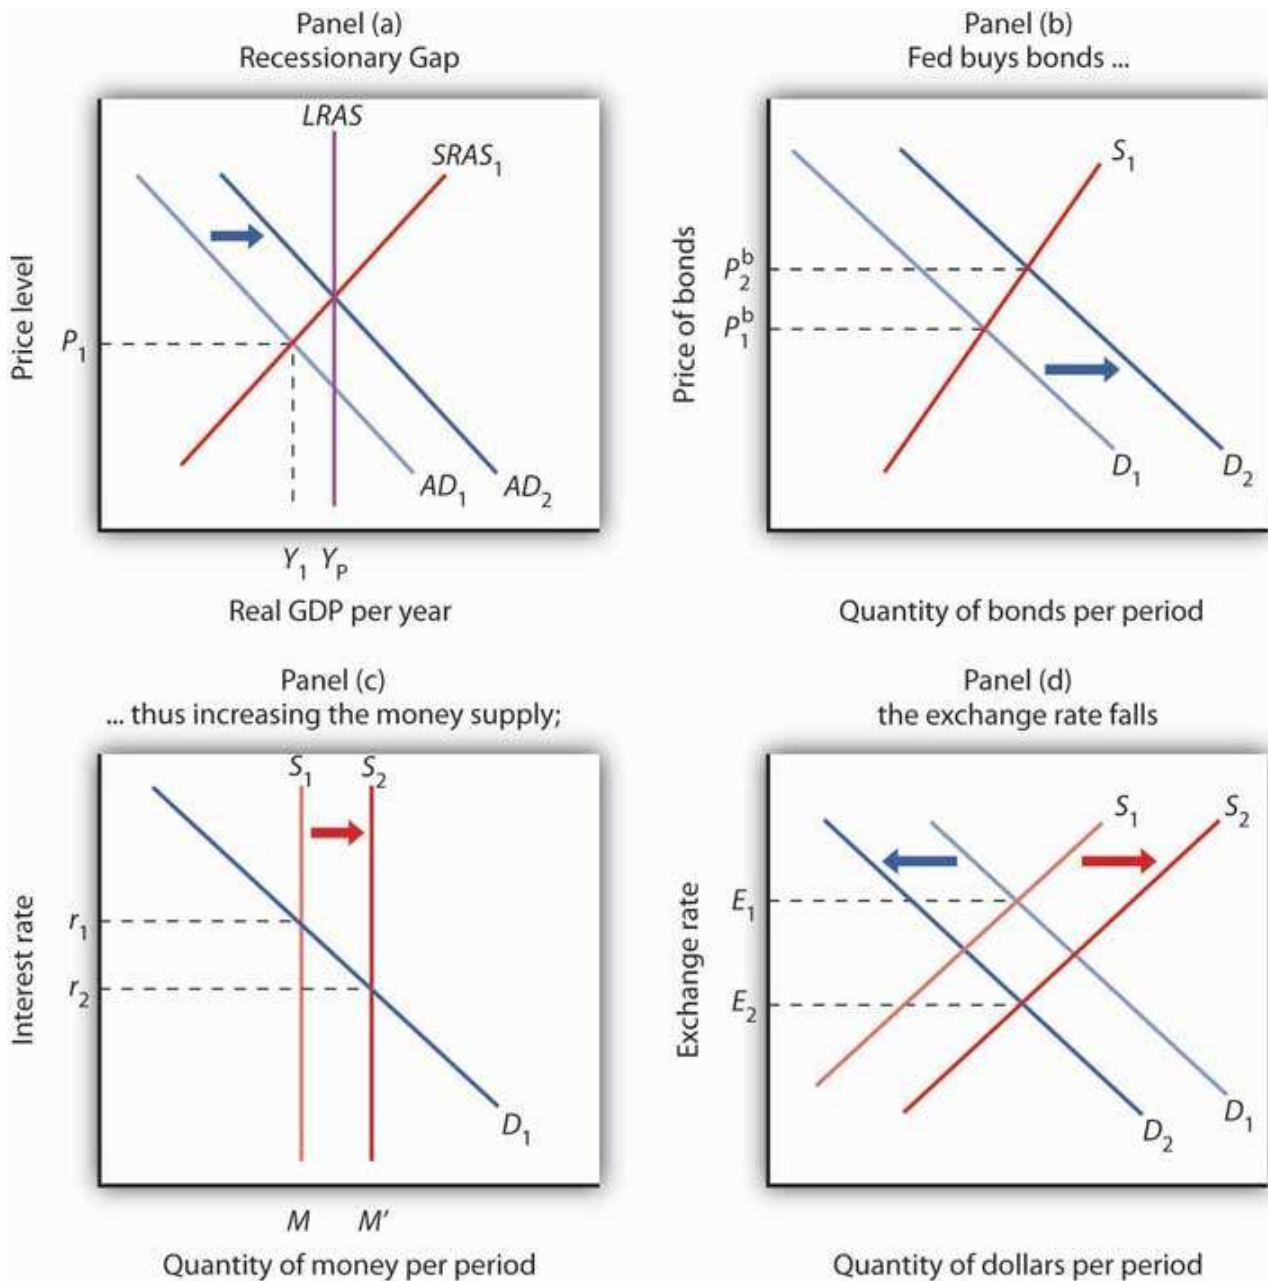 Panel (a)
Recessionary Gap
LRAS
SRAS₁
Price level
P₁
AD₁ AD₂
Y₁ Y_P
Real GDP per year
Panel (b)
Fed buys bonds ...
S₁
Price of bonds
P₂ᵇ
P₁ᵇ
D₁ D₂
Quantity of bonds per period
Panel (c)
... thus increasing the money supply;
S₁ S₂
Interest rate
r₁
r₂
D₁
M M′
Quantity of money per period
Panel (d)
the exchange rate falls
S₁ S₂
Exchange rate
E₁
E₂
D₂ D₁
Quantity of dollars per period